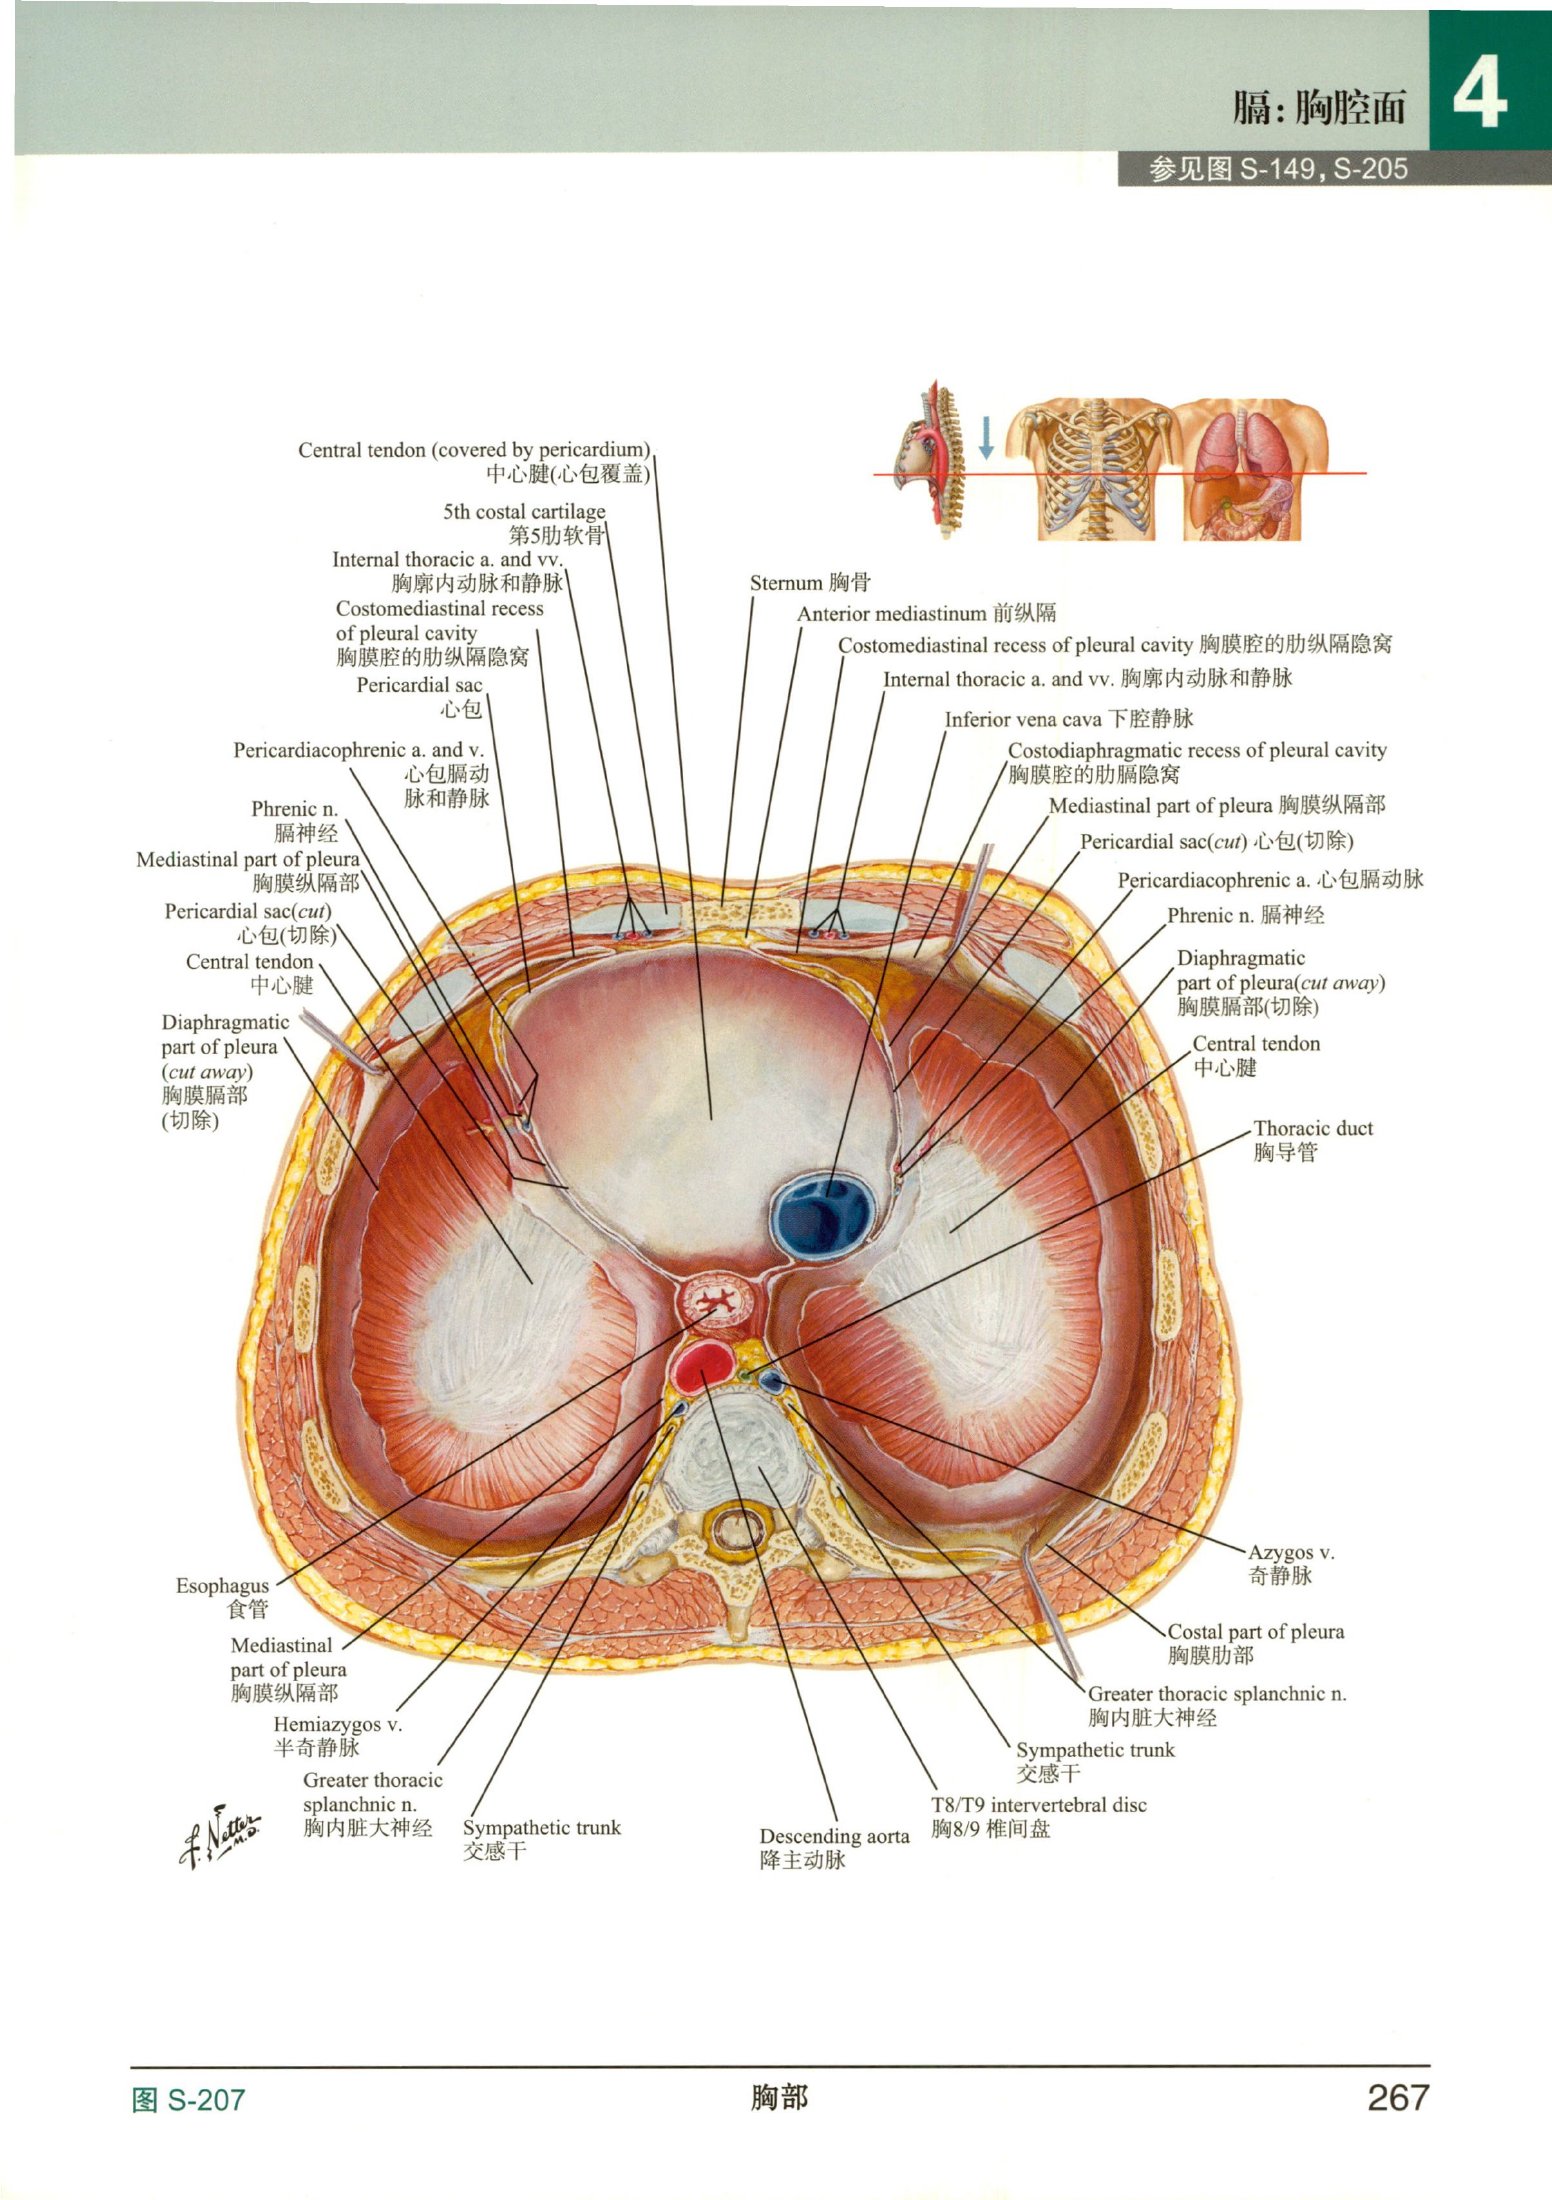 膈：胸腔面
4
参见图 S-149, S-205
Central tendon (covered by pericardium)
中心腱(心包覆盖)
5th costal cartilage
第5肋软骨
Internal thoracic a. and vv.
胸廓内动脉和静脉
Costomediastinal recess
of pleural cavity
胸膜腔的肋纵隔隐窝
Pericardial sac
心包
Pericardiacophrenic a. and v.
心包膈动
脉和静脉
Phrenic n.
膈神经
Mediastinal part of pleura
胸膜纵隔部
Pericardial sac(cut)
心包(切除)
Central tendon
中心腱
Diaphragmatic
part of pleura
(cut away)
胸膜膈部
(切除)
Sternum 胸骨
Anterior mediastinum 前纵隔
Costomediastinal recess of pleural cavity 胸膜腔的肋纵隔隐窝
Internal thoracic a. and vv. 胸廓内动脉和静脉
Inferior vena cava 下腔静脉
Costodiaphragmatic recess of pleural cavity
胸膜腔的肋膈隐窝
Mediastinal part of pleura 胸膜纵隔部
Pericardial sac(cut) 心包(切除)
Pericardiacophrenic a. 心包膈动脉
Phrenic n. 膈神经
Diaphragmatic
part of pleura(cut away)
胸膜膈部(切除)
Central tendon
中心腱
Thoracic duct
胸导管
Azygos v.
奇静脉
Costal part of pleura
胸膜肋部
Greater thoracic splanchnic n.
胸内脏大神经
Sympathetic trunk
交感干
T8/T9 intervertebral disc
胸8/9 椎间盘
Descending aorta
降主动脉
Esophagus
食管
Mediastinal
part of pleura
胸膜纵隔部
Hemiazygos v.
半奇静脉
Greater thoracic
splanchnic n.
胸内脏大神经
Sympathetic trunk
交感干
F. Netter
M.D.
图 S-207
胸部
267